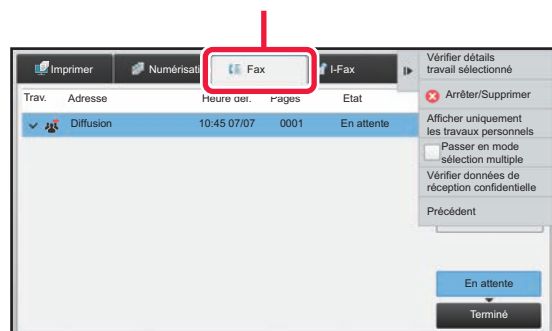 Imprimer
Numérisati
Fax
I-Fax
Trav.
Adresse
Heure déf.
Pages
Etat
Diffusion
10:45 07/07
0001
En attente
Vérifier détails
travail sélectionné
Arrêter/Supprimer
Afficher uniquement
les travaux personnels
Passer en mode
sélection multiple
Vérifier données de
réception confidentielle
Précédent
En attente
Terminé